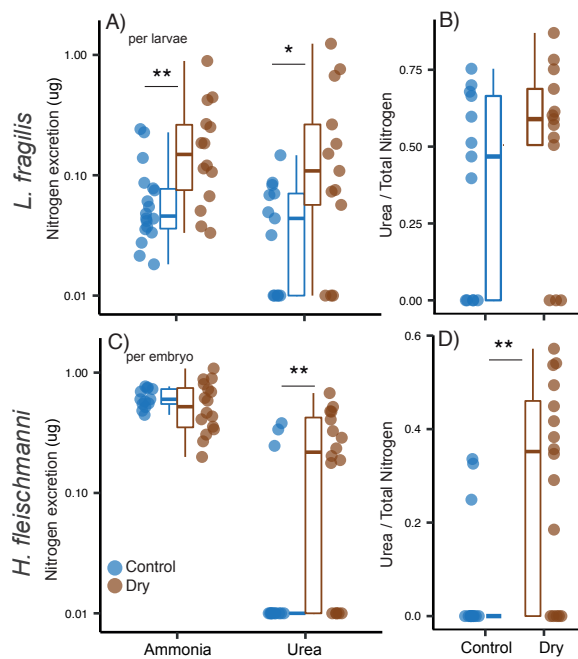 A)
per larvae
**
*
1.00
0.10
0.01
Nitrogen excretion (ug)
L. fragilis
B)
0.75
0.50
0.25
0.00
Urea / Total Nitrogen
C)
per embryo
**
1.00
0.10
0.01
Nitrogen excretion (ug)
H. fleischmanni
Control
Dry
Ammonia
Urea
D)
**
0.6
0.4
0.2
0.0
Urea / Total Nitrogen
Control
Dry